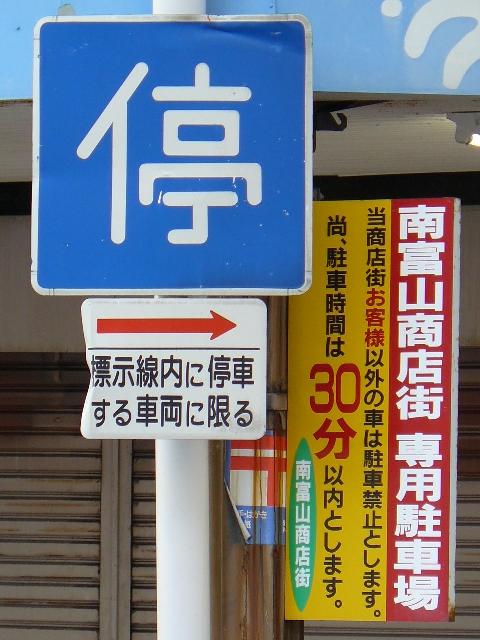 停
標示線内に停車
する車両に限る
南富山商店街 専用駐車場
当商店街お客様以外の車は駐車禁止とします。
尚、駐車時間は30分以内とします。
南富山商店街